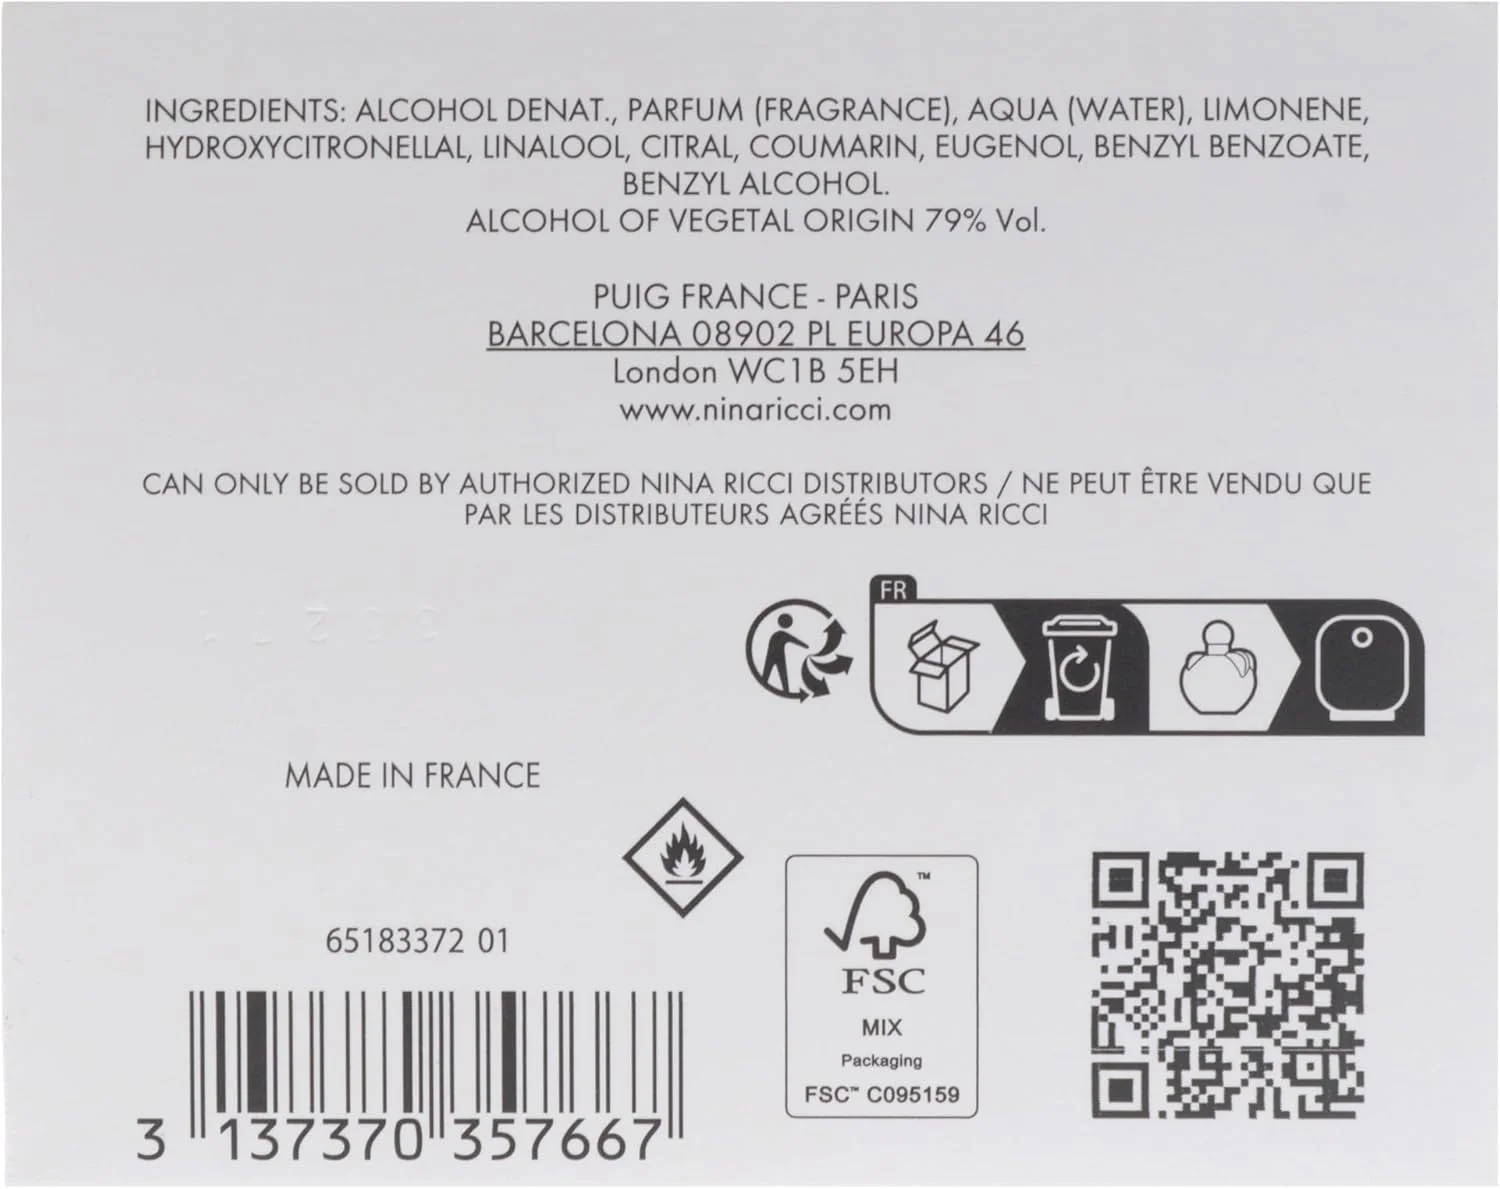 INGREDIENTS: ALCOHOL DENAT., PARFUM (FRAGRANCE), AQUA (WATER), LIMONENE,
HYDROXYCITRONELLAL, LINALOOL, CITRAL, COUMARIN, EUGENOL, BENZYL BENZOATE,
BENZYL ALCOHOL.
ALCOHOL OF VEGETAL ORIGIN 79% Vol.
PUIG FRANCE - PARIS
BARCELONA 08902 PL EUROPA 46
London WC1B 5EH
www.ninaricci.com
CAN ONLY BE SOLD BY AUTHORIZED NINA RICCI DISTRIBUTORS / NE PEUT ÊTRE VENDU QUE
PAR LES DISTRIBUTEURS AGRÉÉS NINA RICCI
FR
MADE IN FRANCE
65183372 01
3 137370 357667
FSC™
MIX
Packaging
FSC™ C095159